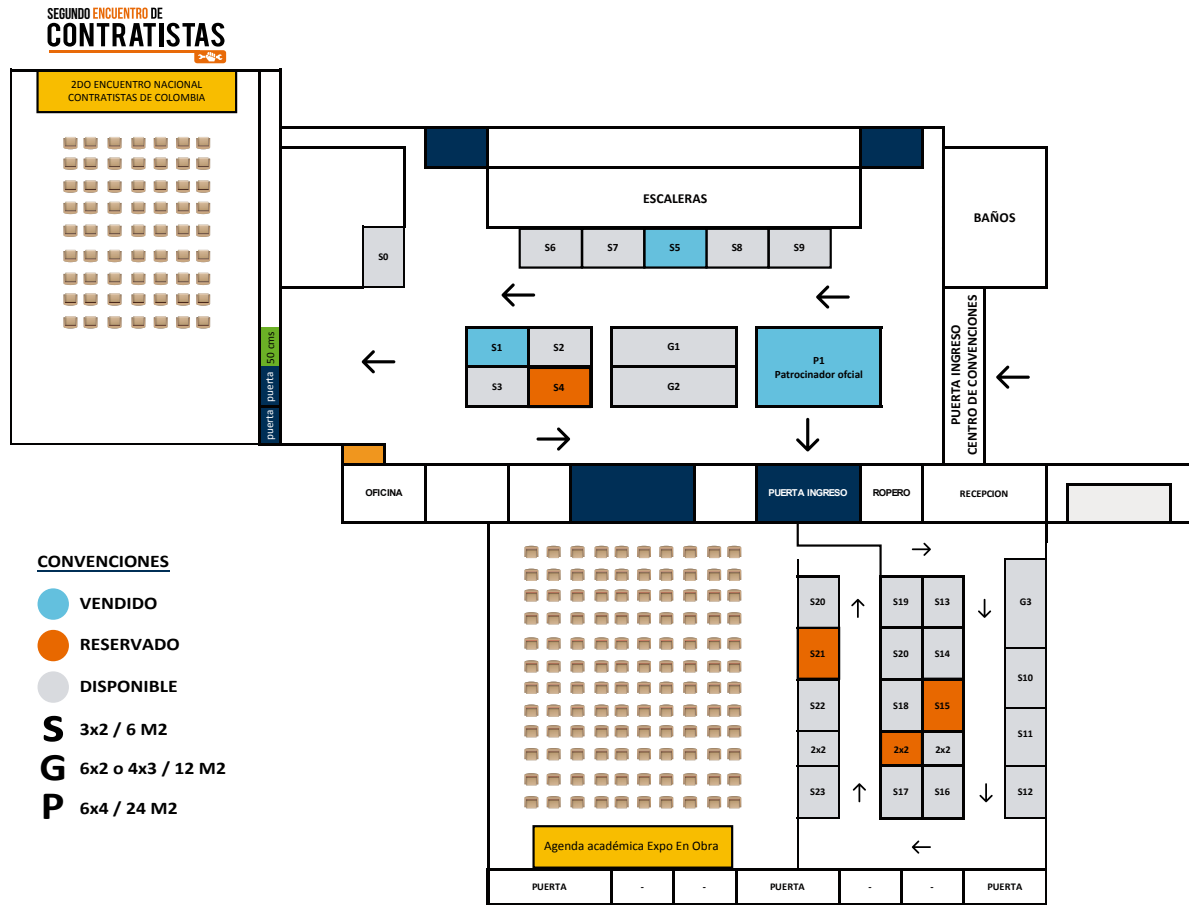 SEGUNDO ENCUENTRO DE
CONTRATISTAS
2DO ENCUENTRO NACIONAL
CONTRATISTAS DE COLOMBIA
ESCALERAS
BAÑOS
S0
S6
S7
S5
S8
S9
S1
S2
S3
S4
G1
G2
P1
Patrocinador ofcial
PUERTA INGRESO
CENTRO DE CONVENCIONES
50 cms
puerta
puerta
OFICINA
PUERTA INGRESO
ROPERO
RECEPCION
CONVENCIONES
VENDIDO
RESERVADO
DISPONIBLE
S 3x2 / 6 M2
G 6x2 o 4x3 / 12 M2
P 6x4 / 24 M2
S20
S21
S22
2x2
S23
S19
S13
S20
S14
S18
S15
2x2
2x2
S17
S16
G3
S10
S11
S12
Agenda académica Expo En Obra
PUERTA
-
-
PUERTA
-
-
PUERTA